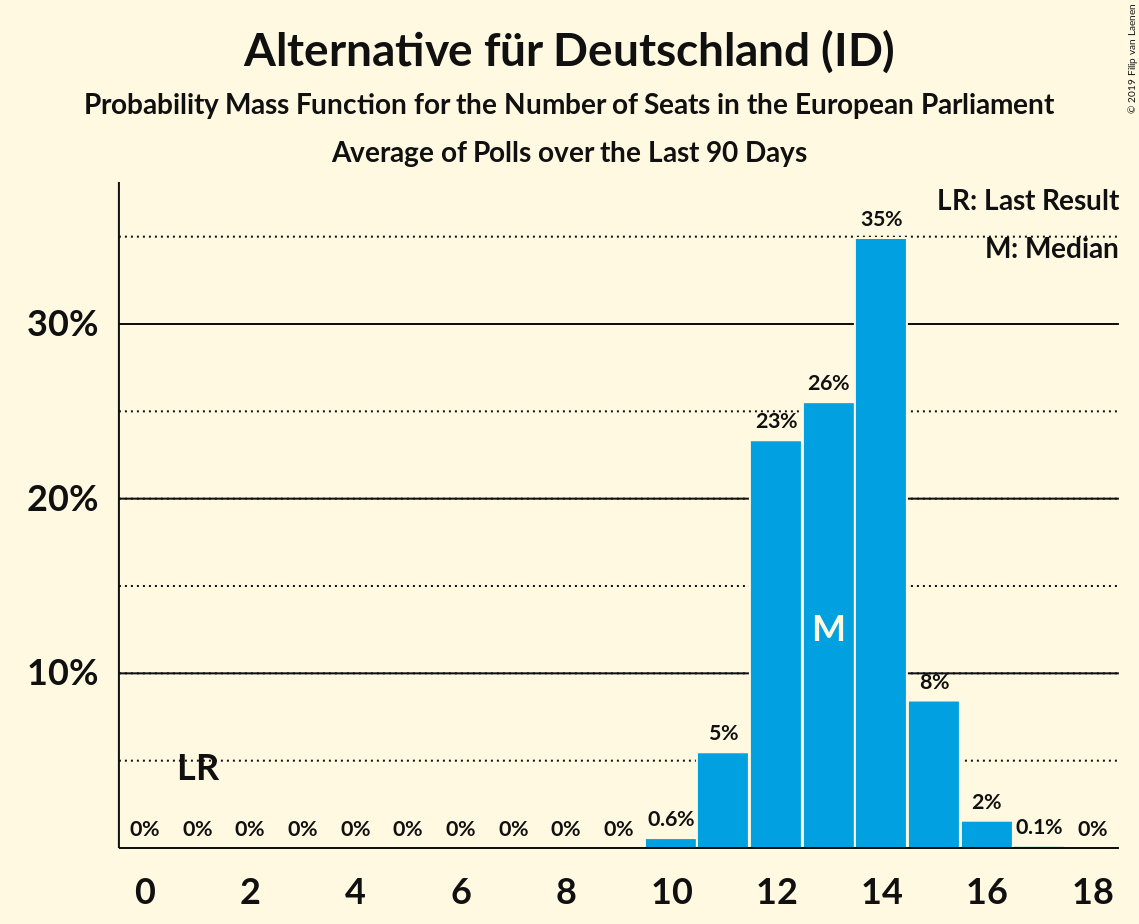 Alternative für Deutschland (ID)
Probability Mass Function for the Number of Seats in the European Parliament
Average of Polls over the Last 90 Days
© 2019 Filip van Laenen
LR: Last Result
M: Median
35%
30%
26%
23%
20%
M
10%
8%
5%
LR
2%
0% 0% 0% 0% 0% 0% 0% 0% 0% 0% 0.6% 0.1% 0%
0 2 4 6 8 10 12 14 16 18